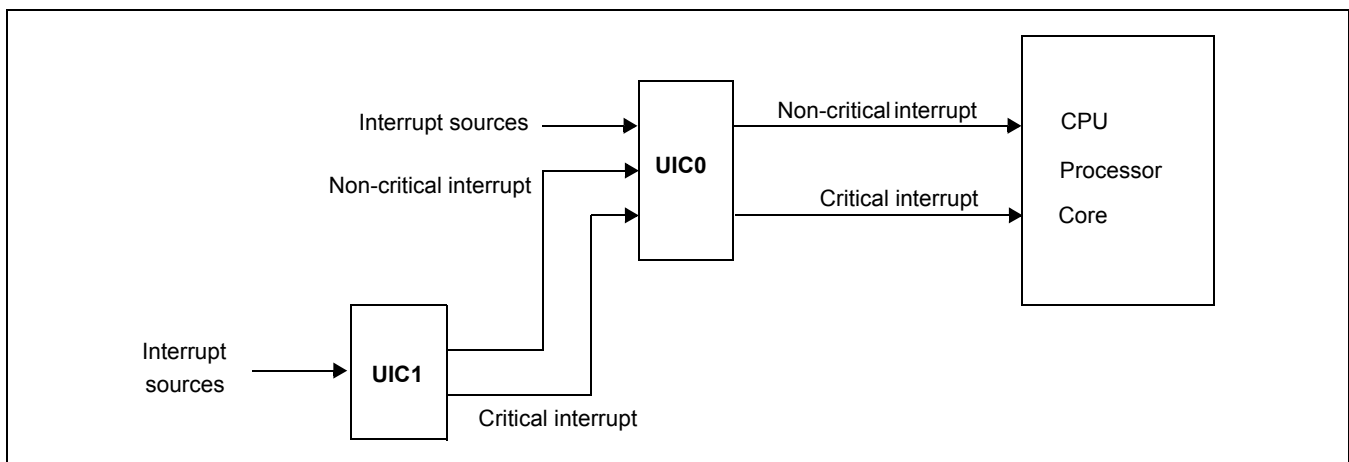 Interrupt sources
Non-critical interrupt
UIC0
Non-critical interrupt
Critical interrupt
CPU
Processor
Core
Interrupt
sources
UIC1
Critical interrupt